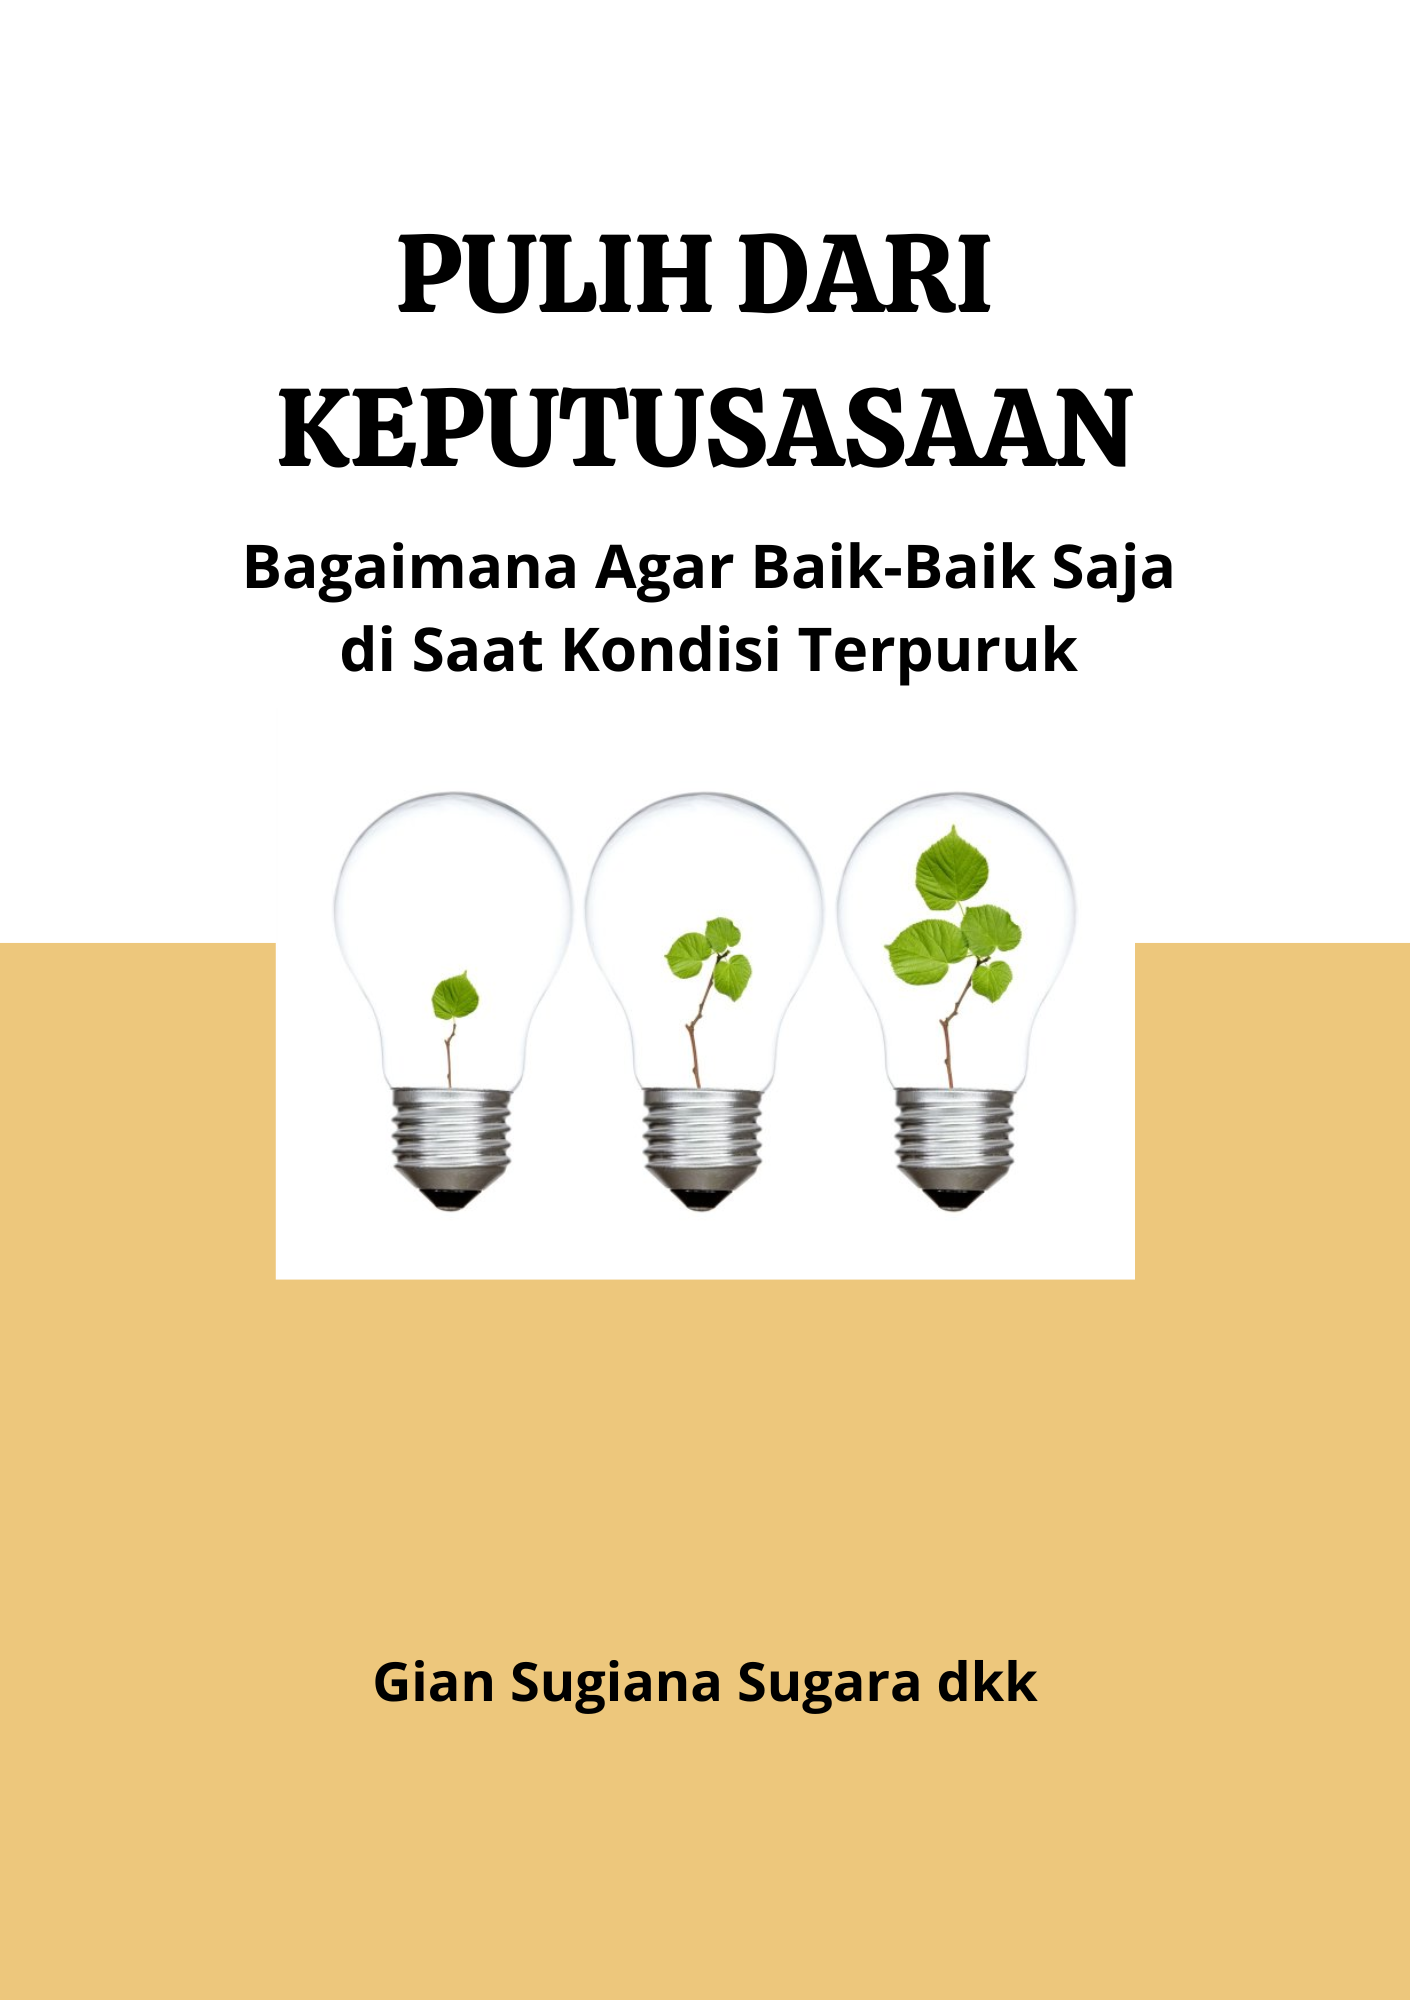 PULIH DARI
KEPUTUSASAAN
Bagaimana Agar Baik-Baik Saja
di Saat Kondisi Terpuruk
Gian Sugiana Sugara dkk